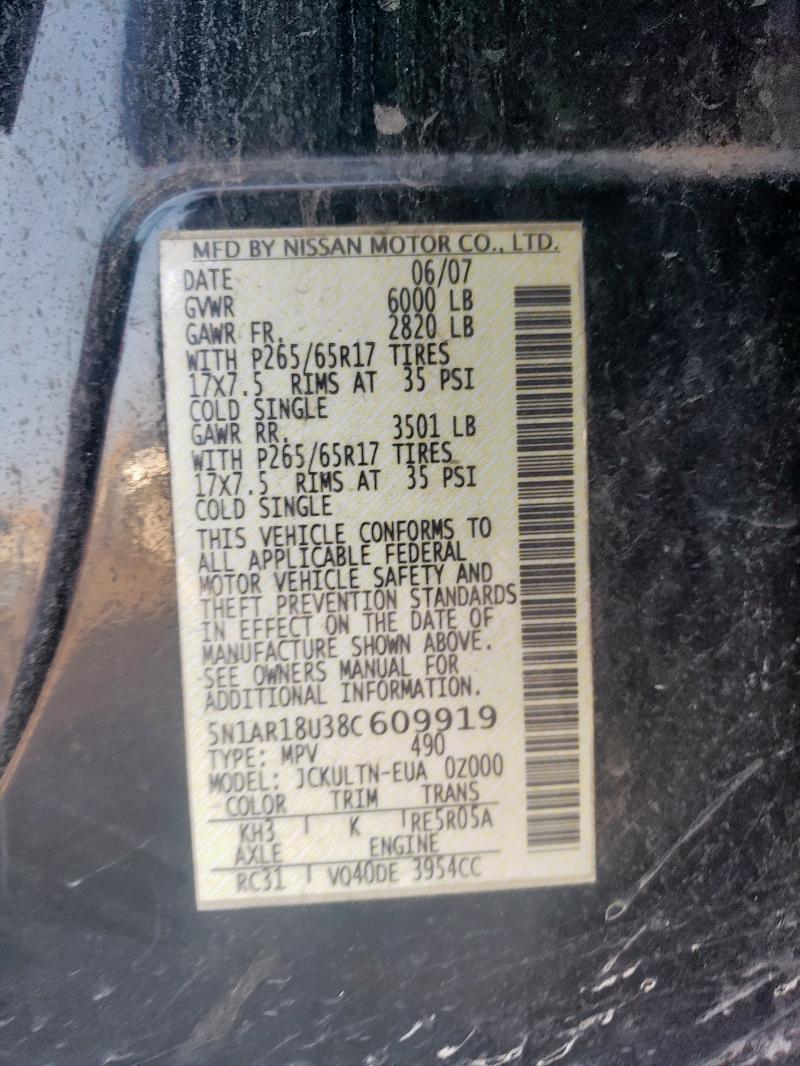 MFD BY NISSAN MOTOR CO., LTD.
DATE 06/07
GVWR 6000 LB
GAWR FR. 2820 LB
WITH P265/65R17 TIRES
17X7.5 RIMS AT 35 PSI
COLD SINGLE
GAWR RR. 3501 LB
WITH P265/65R17 TIRES
17X7.5 RIMS AT 35 PSI
COLD SINGLE
THIS VEHICLE CONFORMS TO
ALL APPLICABLE FEDERAL
MOTOR VEHICLE SAFETY AND
THEFT PREVENTION STANDARDS
IN EFFECT ON THE DATE OF
MANUFACTURE SHOWN ABOVE.
SEE OWNERS MANUAL FOR
ADDITIONAL INFORMATION.
5N1AR18U38C609919
TYPE: MPV 490
MODEL: JCKULTN-EUA 0Z000
COLOR TRIM TRANS
KH3 K RE5R05A
AXLE ENGINE
RC31 VQ40DE 3954CC